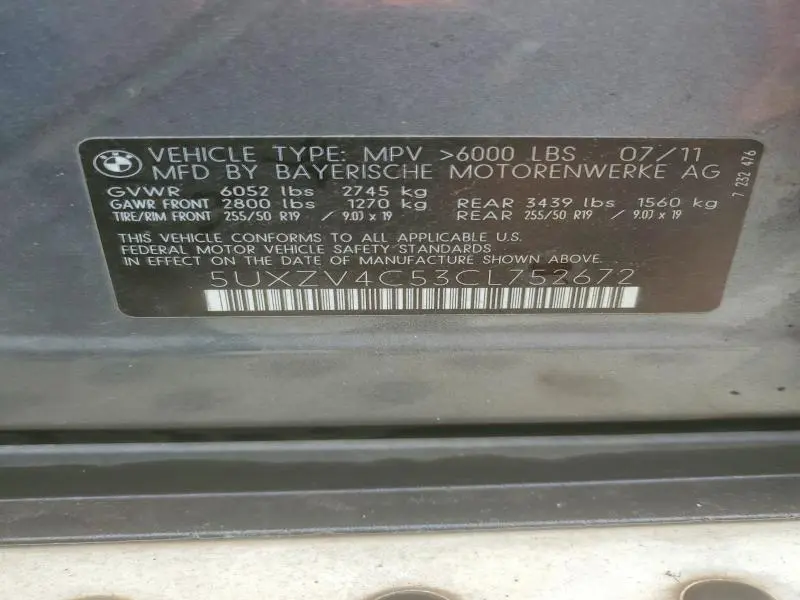 BMW
VEHICLE TYPE: MPV >6000 LBS 07/11
MFD BY BAYERISCHE MOTORENWERKE AG
GVWR 6052 lbs 2745 kg
GAWR FRONT 2800 lbs 1270 kg REAR 3439 lbs 1560 kg
TIRE/RIM FRONT 255/50 R19 / 9.0J x 19 REAR 255/50 R19 / 9.0J x 19
THIS VEHICLE CONFORMS TO ALL APPLICABLE U.S.
FEDERAL MOTOR VEHICLE SAFETY STANDARDS
IN EFFECT ON THE DATE OF MANUFACTURE SHOWN ABOVE.
5UXZV4C53CL752672
7 232 476